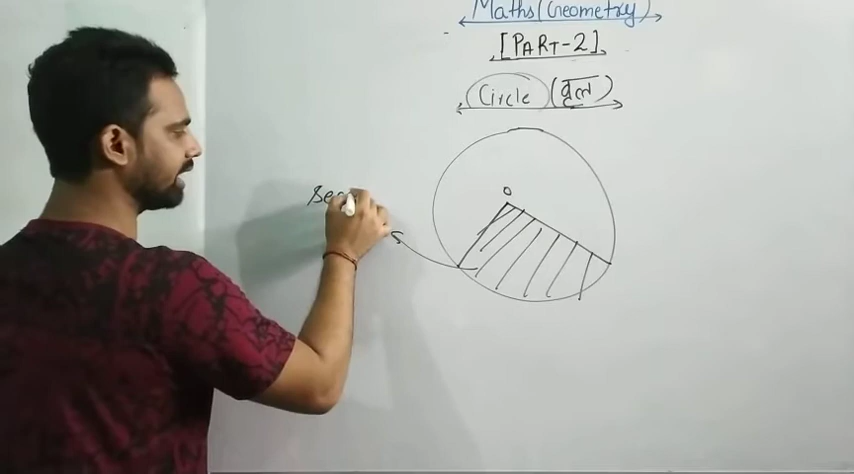 Maths(Geometry)
[PART-2]
Circle (वृत्त)
O
Sec